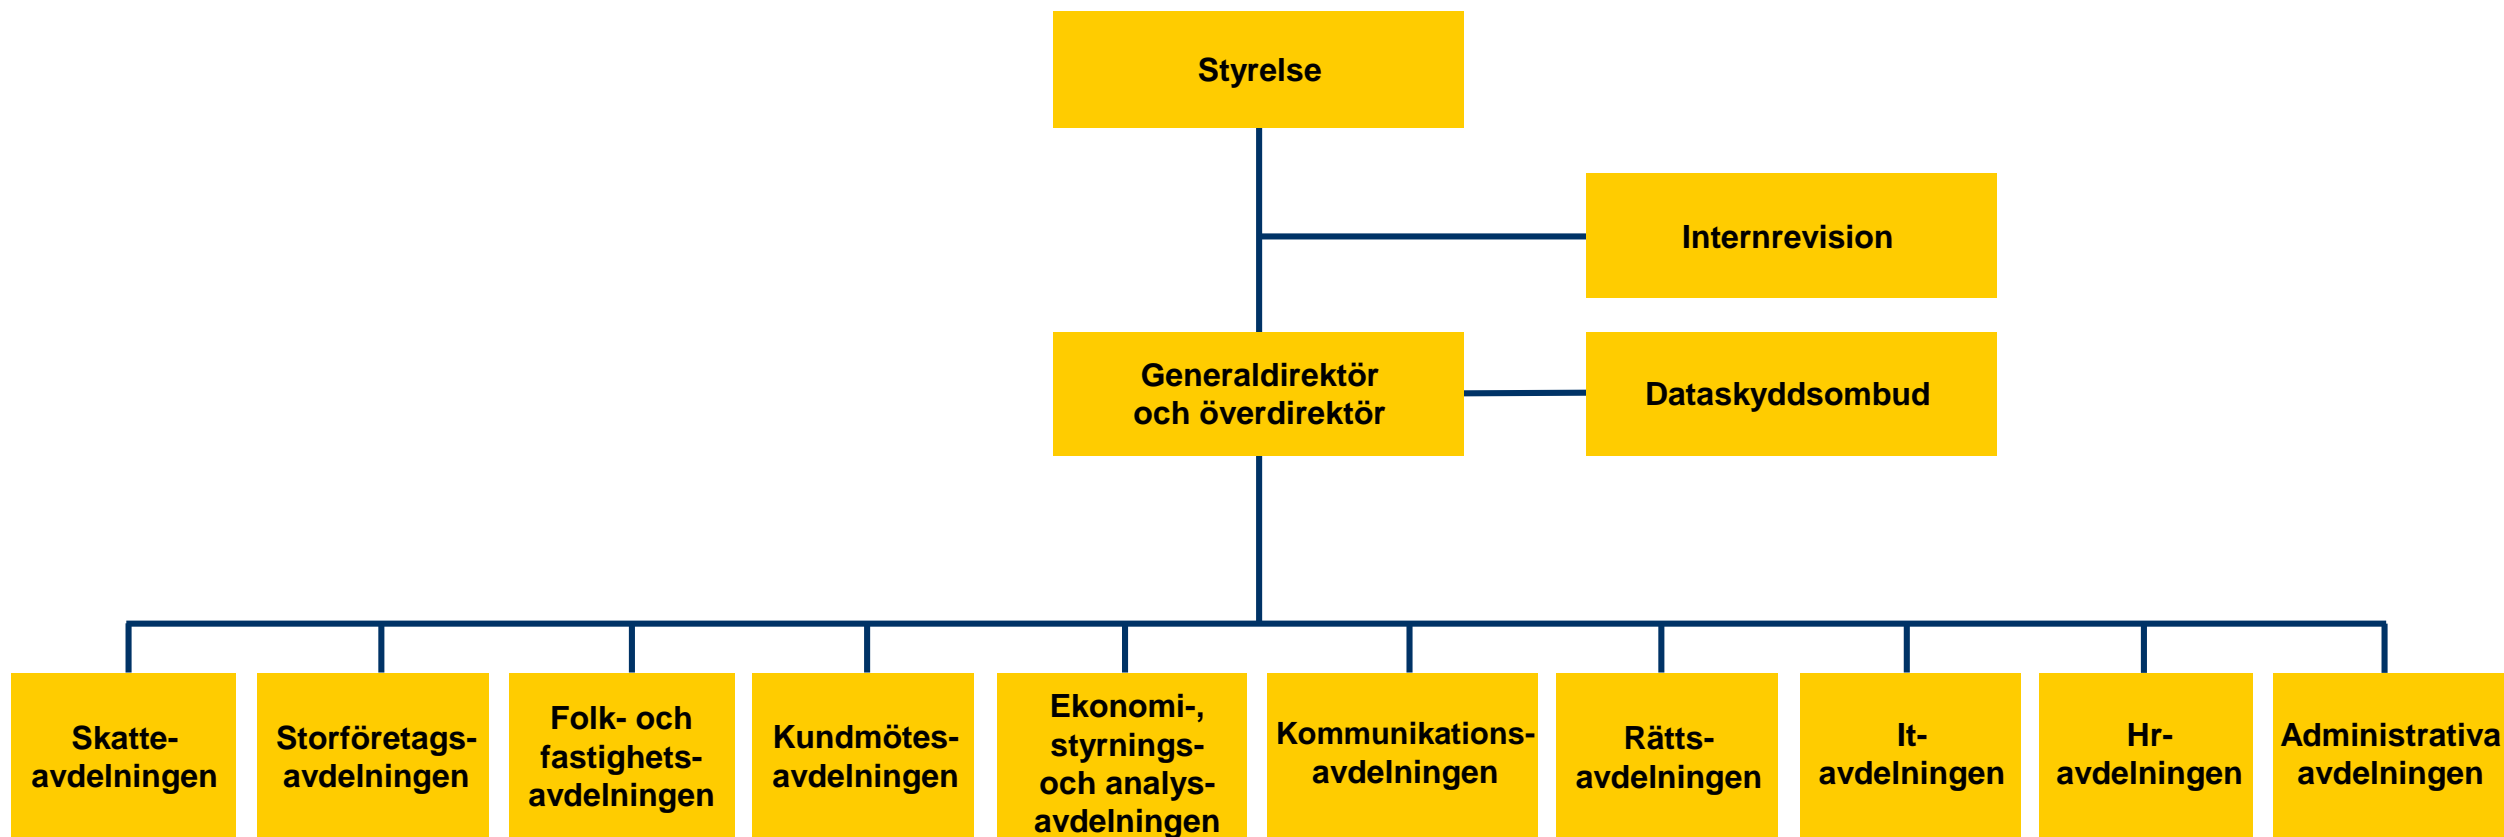 Styrelse
Internrevision
Generaldirektör
och överdirektör
Dataskyddsombud
Skatte-
avdelningen
Storföretags-
avdelningen
Folk- och
fastighets-
avdelningen
Kundmötes-
avdelningen
Ekonomi-,
styrnings-
och analys-
avdelningen
Kommunikations-
avdelningen
Rätts-
avdelningen
It-
avdelningen
Hr-
avdelningen
Administrativa
avdelningen